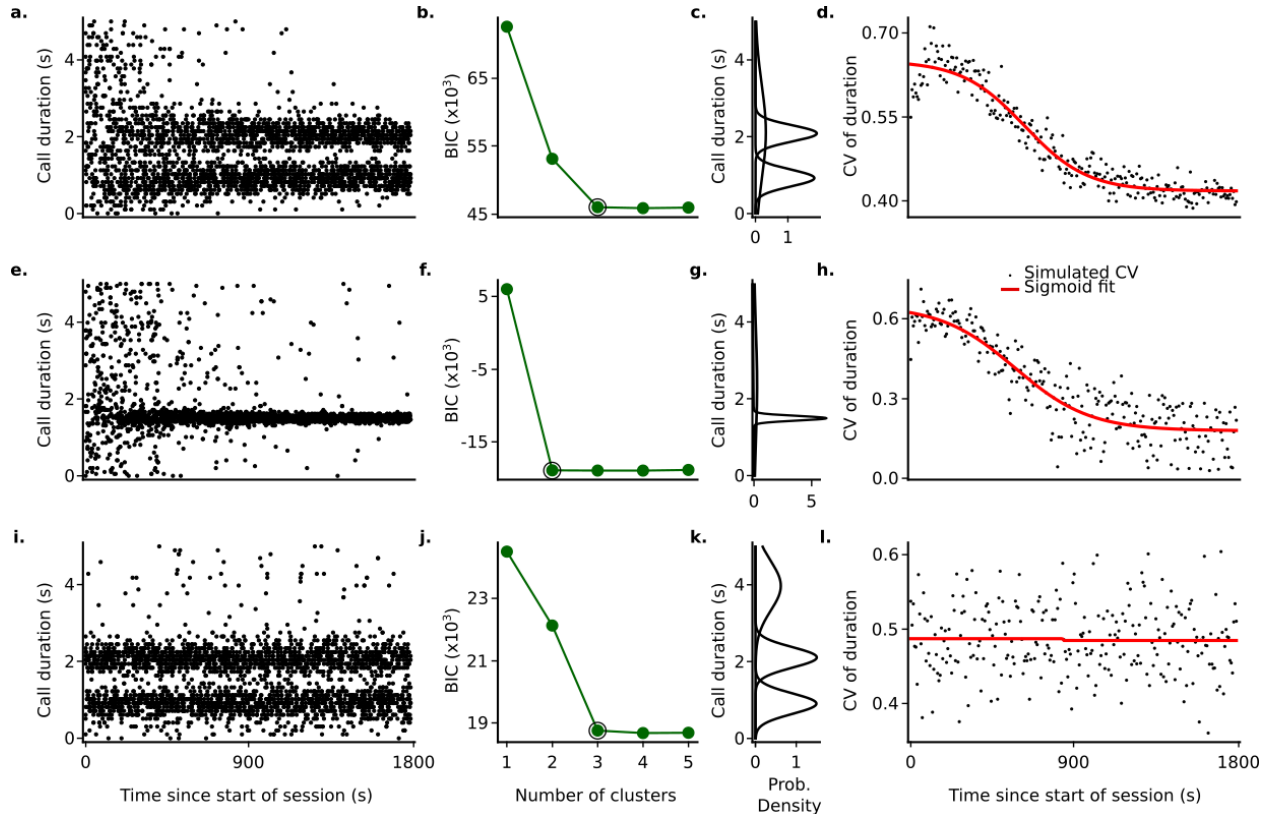 a.
Call duration (s)
4
2
0
b.
BIC (x10³)
65
55
45
c.
Call duration (s)
4
2
0
0 1
d.
CV of duration
0.70
0.55
0.40
e.
Call duration (s)
4
2
0
f.
BIC (x10³)
5
-5
-15
g.
Call duration (s)
4
2
0
0 5
h.
CV of duration
0.6
0.3
0.0
Simulated CV
Sigmoid fit
i.
Call duration (s)
4
2
0
0 900 1800
Time since start of session (s)
j.
BIC (x10³)
23
21
19
1 2 3 4 5
Number of clusters
k.
Call duration (s)
4
2
0
0 1
Prob.
Density
l.
CV of duration
0.6
0.5
0.4
0 900 1800
Time since start of session (s)